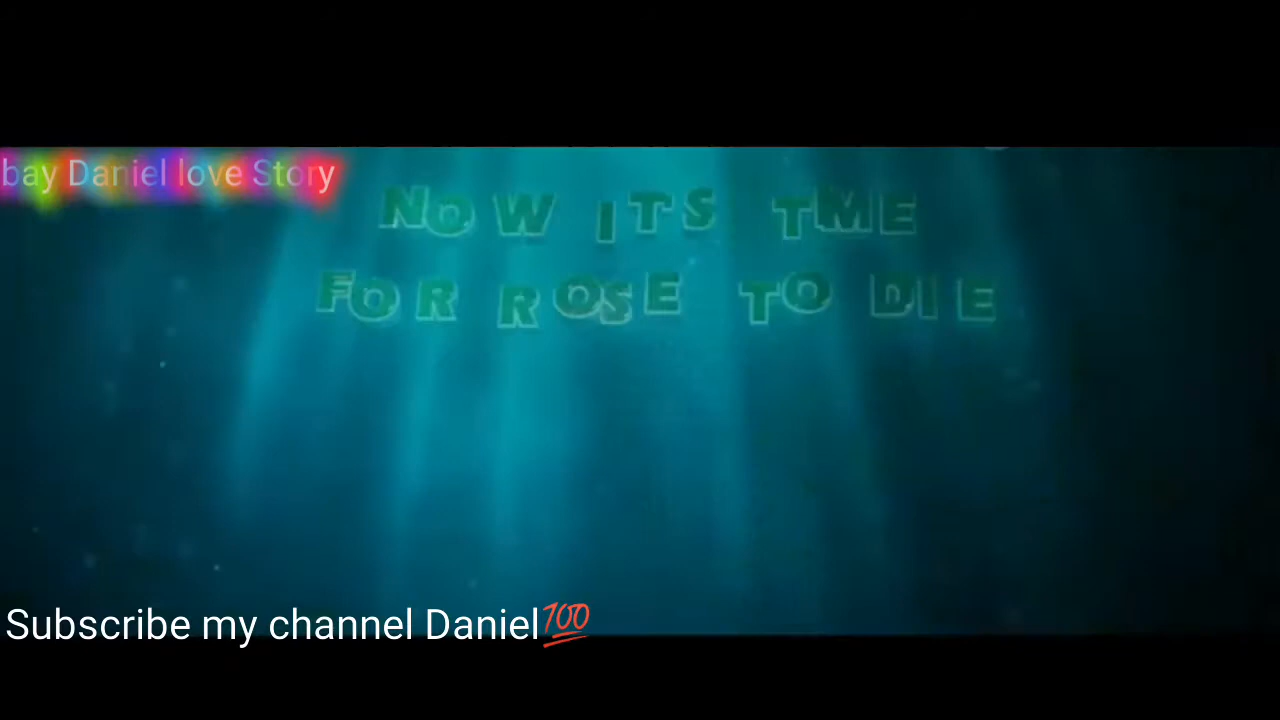 bay Daniel love Story
NOW ITS TME
FOR ROSE TO DIE
Subscribe my channel Daniel💯